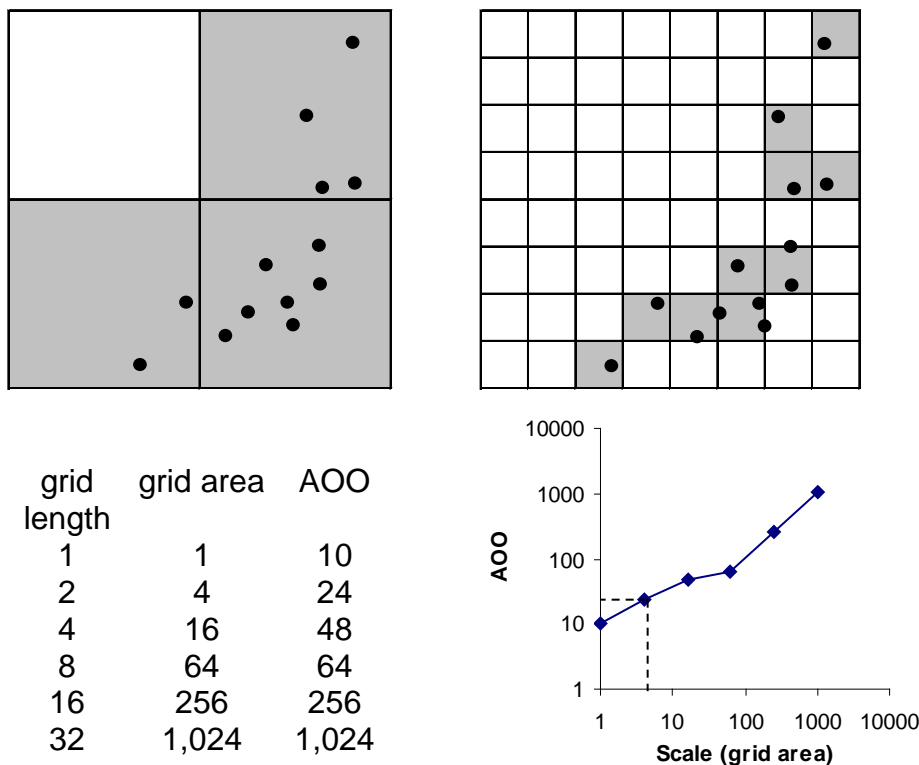 grid length grid area AOO
1 1 10
2 4 24
4 16 48
8 64 64
16 256 256
32 1,024 1,024
10000
1000
100
10
1
AOO
1 10 100 1000 10000
Scale (grid area)